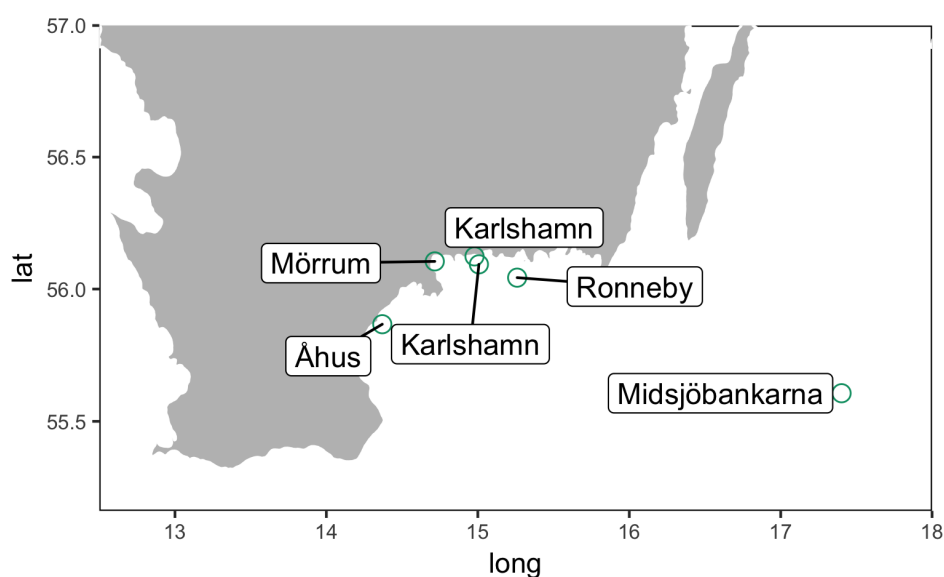 57.0
56.5
56.0
55.5
lat
Karlshamn
Mörrum
Ronneby
Karlshamn
Åhus
Midsjöbankarna
13
14
15
16
17
18
long